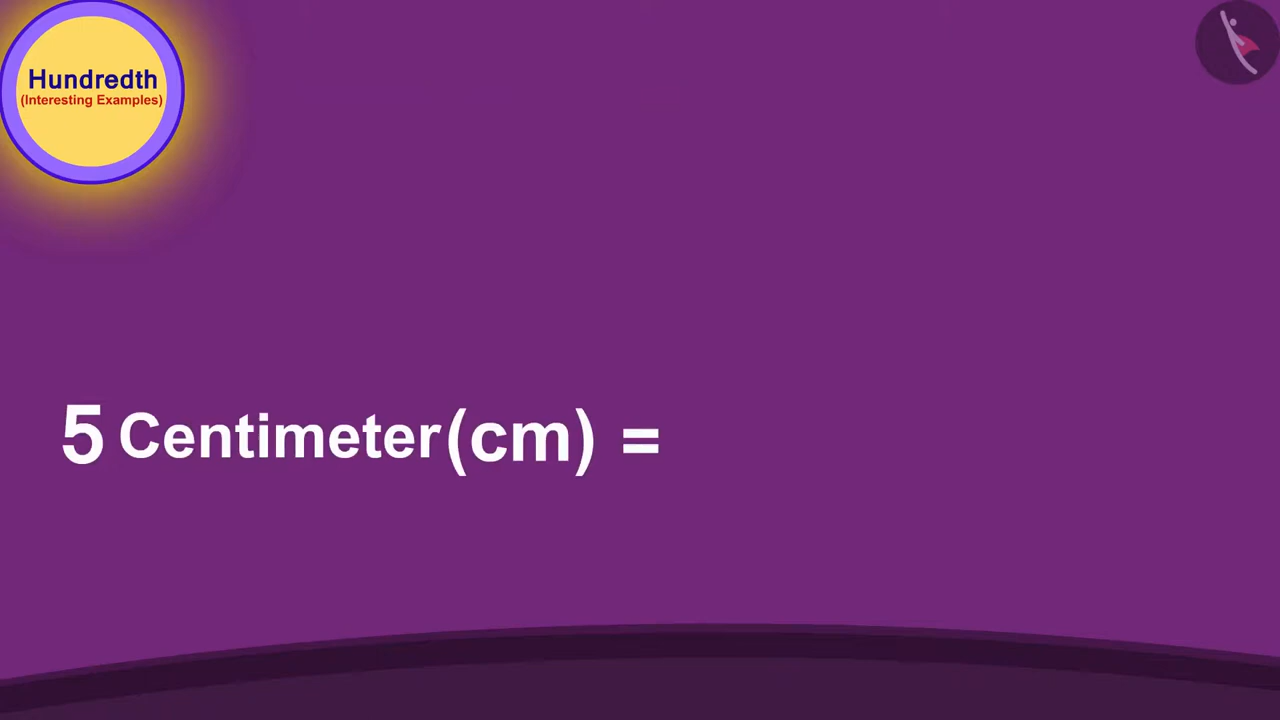 Hundredth
(Interesting Examples)
5 Centimeter(cm) =